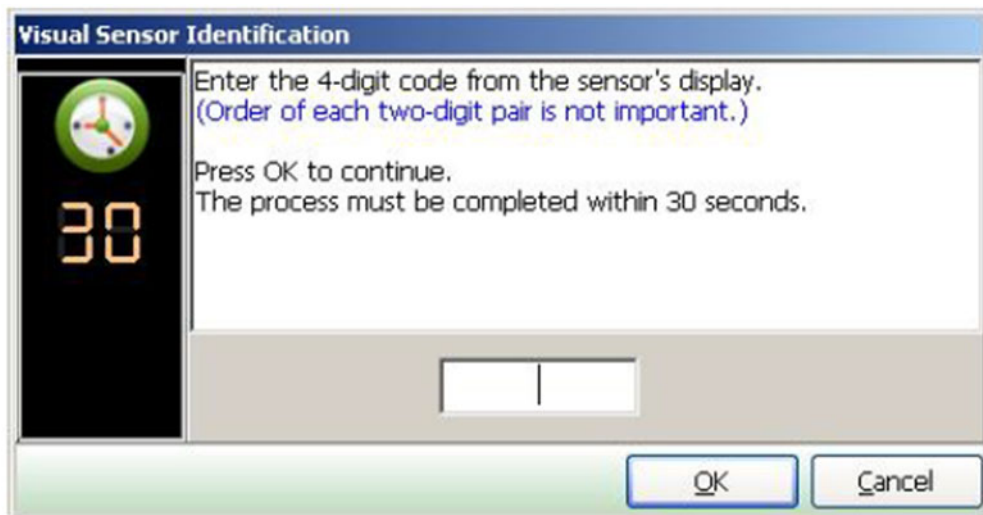 Visual Sensor Identification
Enter the 4-digit code from the sensor's display.
(Order of each two-digit pair is not important.)
Press OK to continue.
The process must be completed within 30 seconds.
30
OK
Cancel